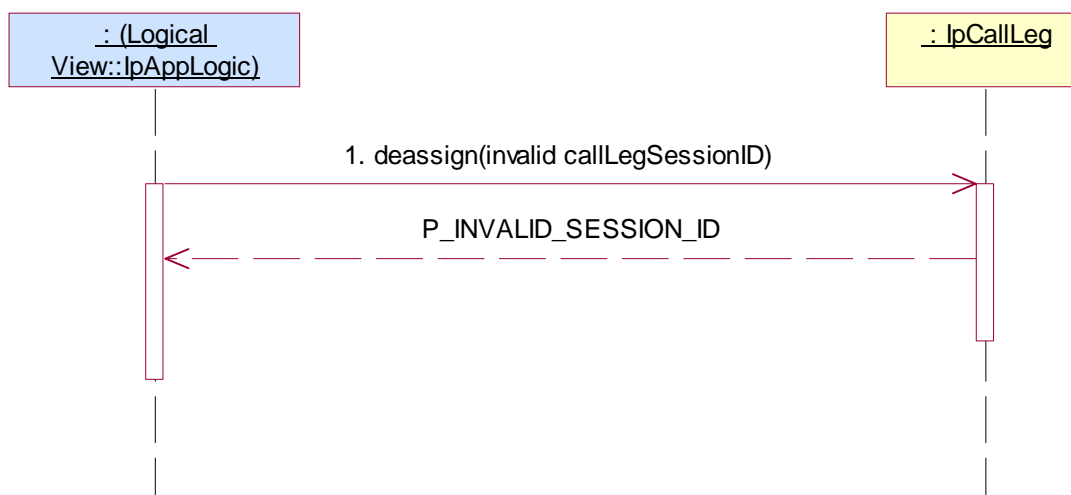 : (Logical
View::IpAppLogic)
: IpCallLeg
1. deassign(invalid callLegSessionID)
P_INVALID_SESSION_ID